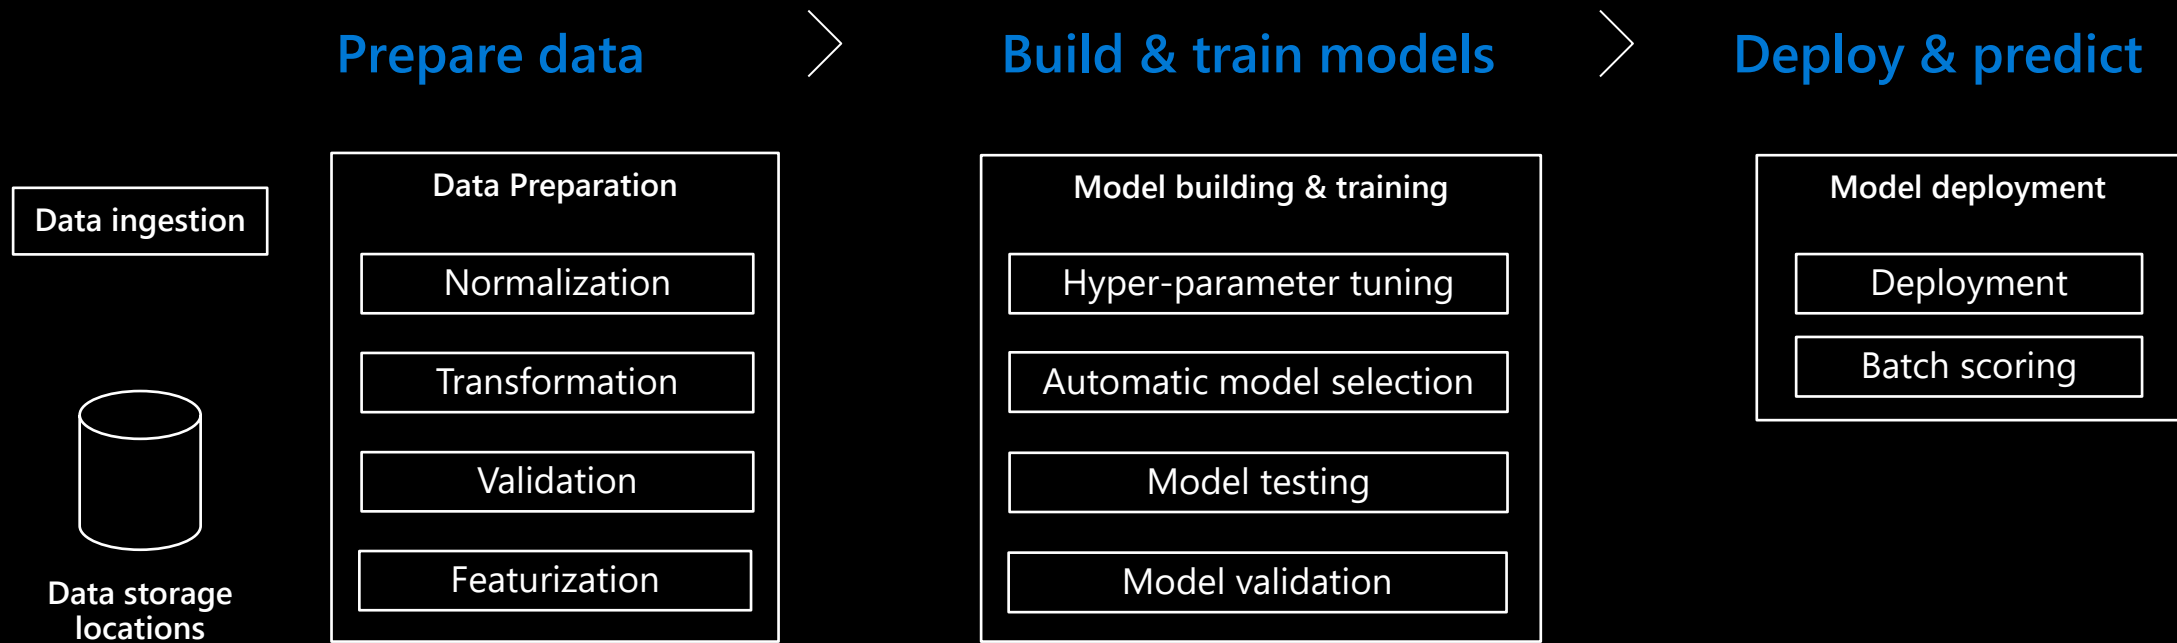 Prepare data
Build & train models
Deploy & predict
Data ingestion
Data storage
locations
Data Preparation
Normalization
Transformation
Validation
Featurization
Model building & training
Hyper-parameter tuning
Automatic model selection
Model testing
Model validation
Model deployment
Deployment
Batch scoring